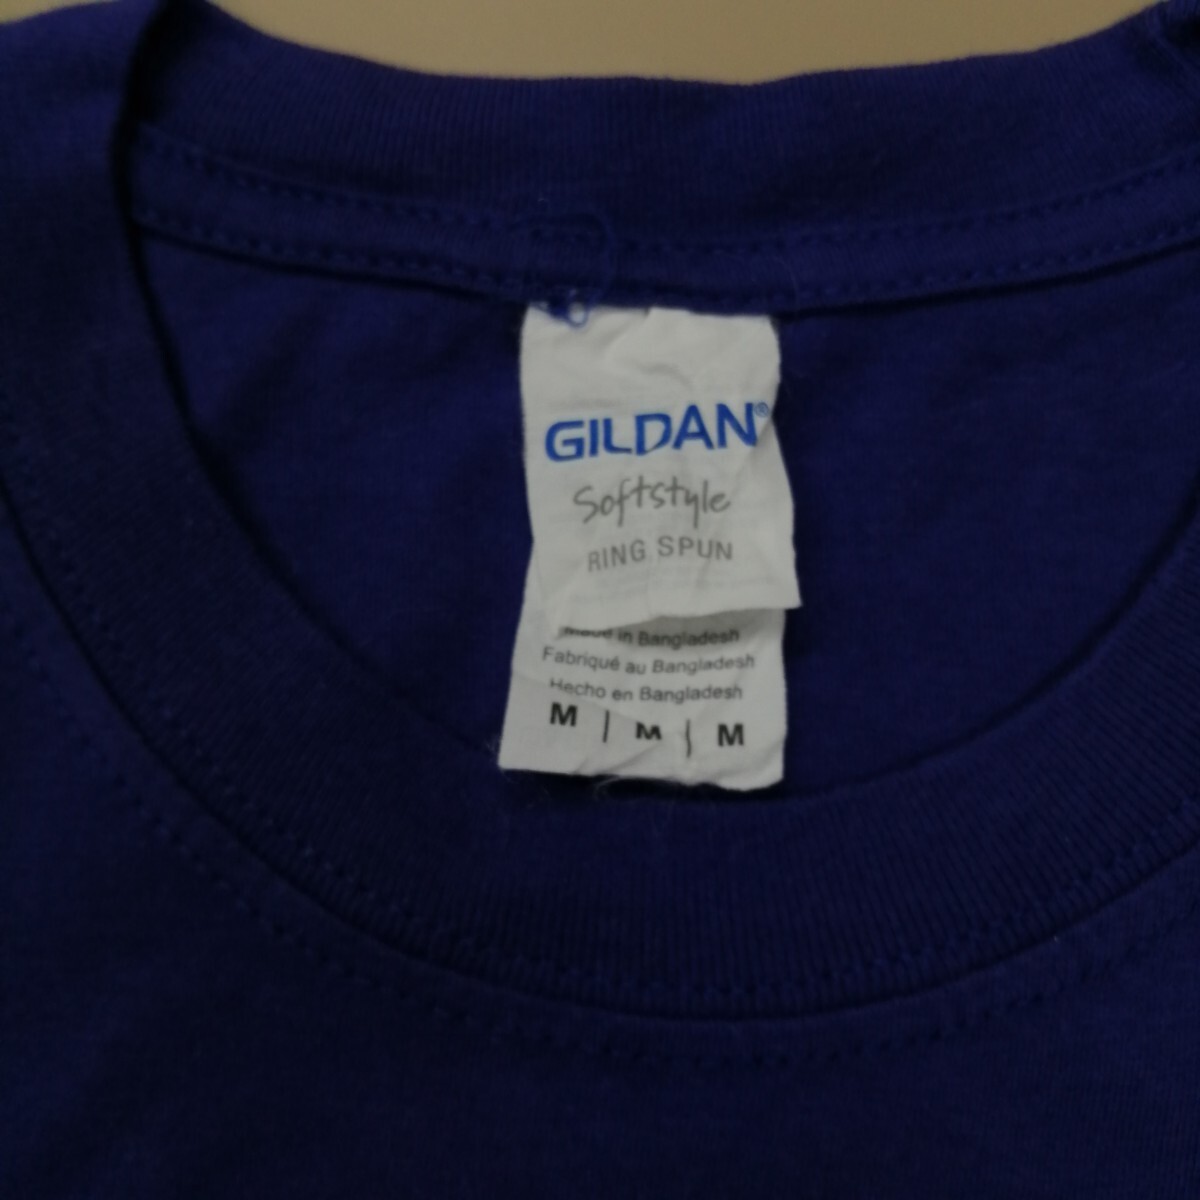 GILDAN®
Softstyle
RING SPUN
Made in Bangladesh
Fabriqué au Bangladesh
Hecho en Bangladesh
M | M | M